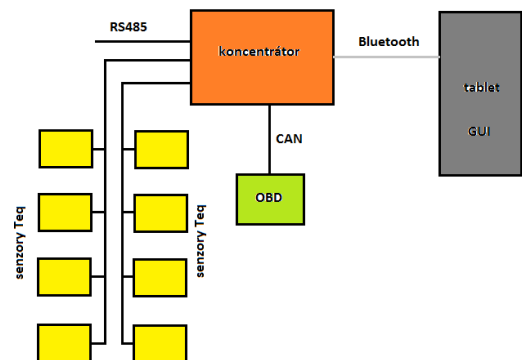 RS485
koncentrátor
Bluetooth
tablet
GUI
CAN
OBD
senzory Teq
senzory Teq